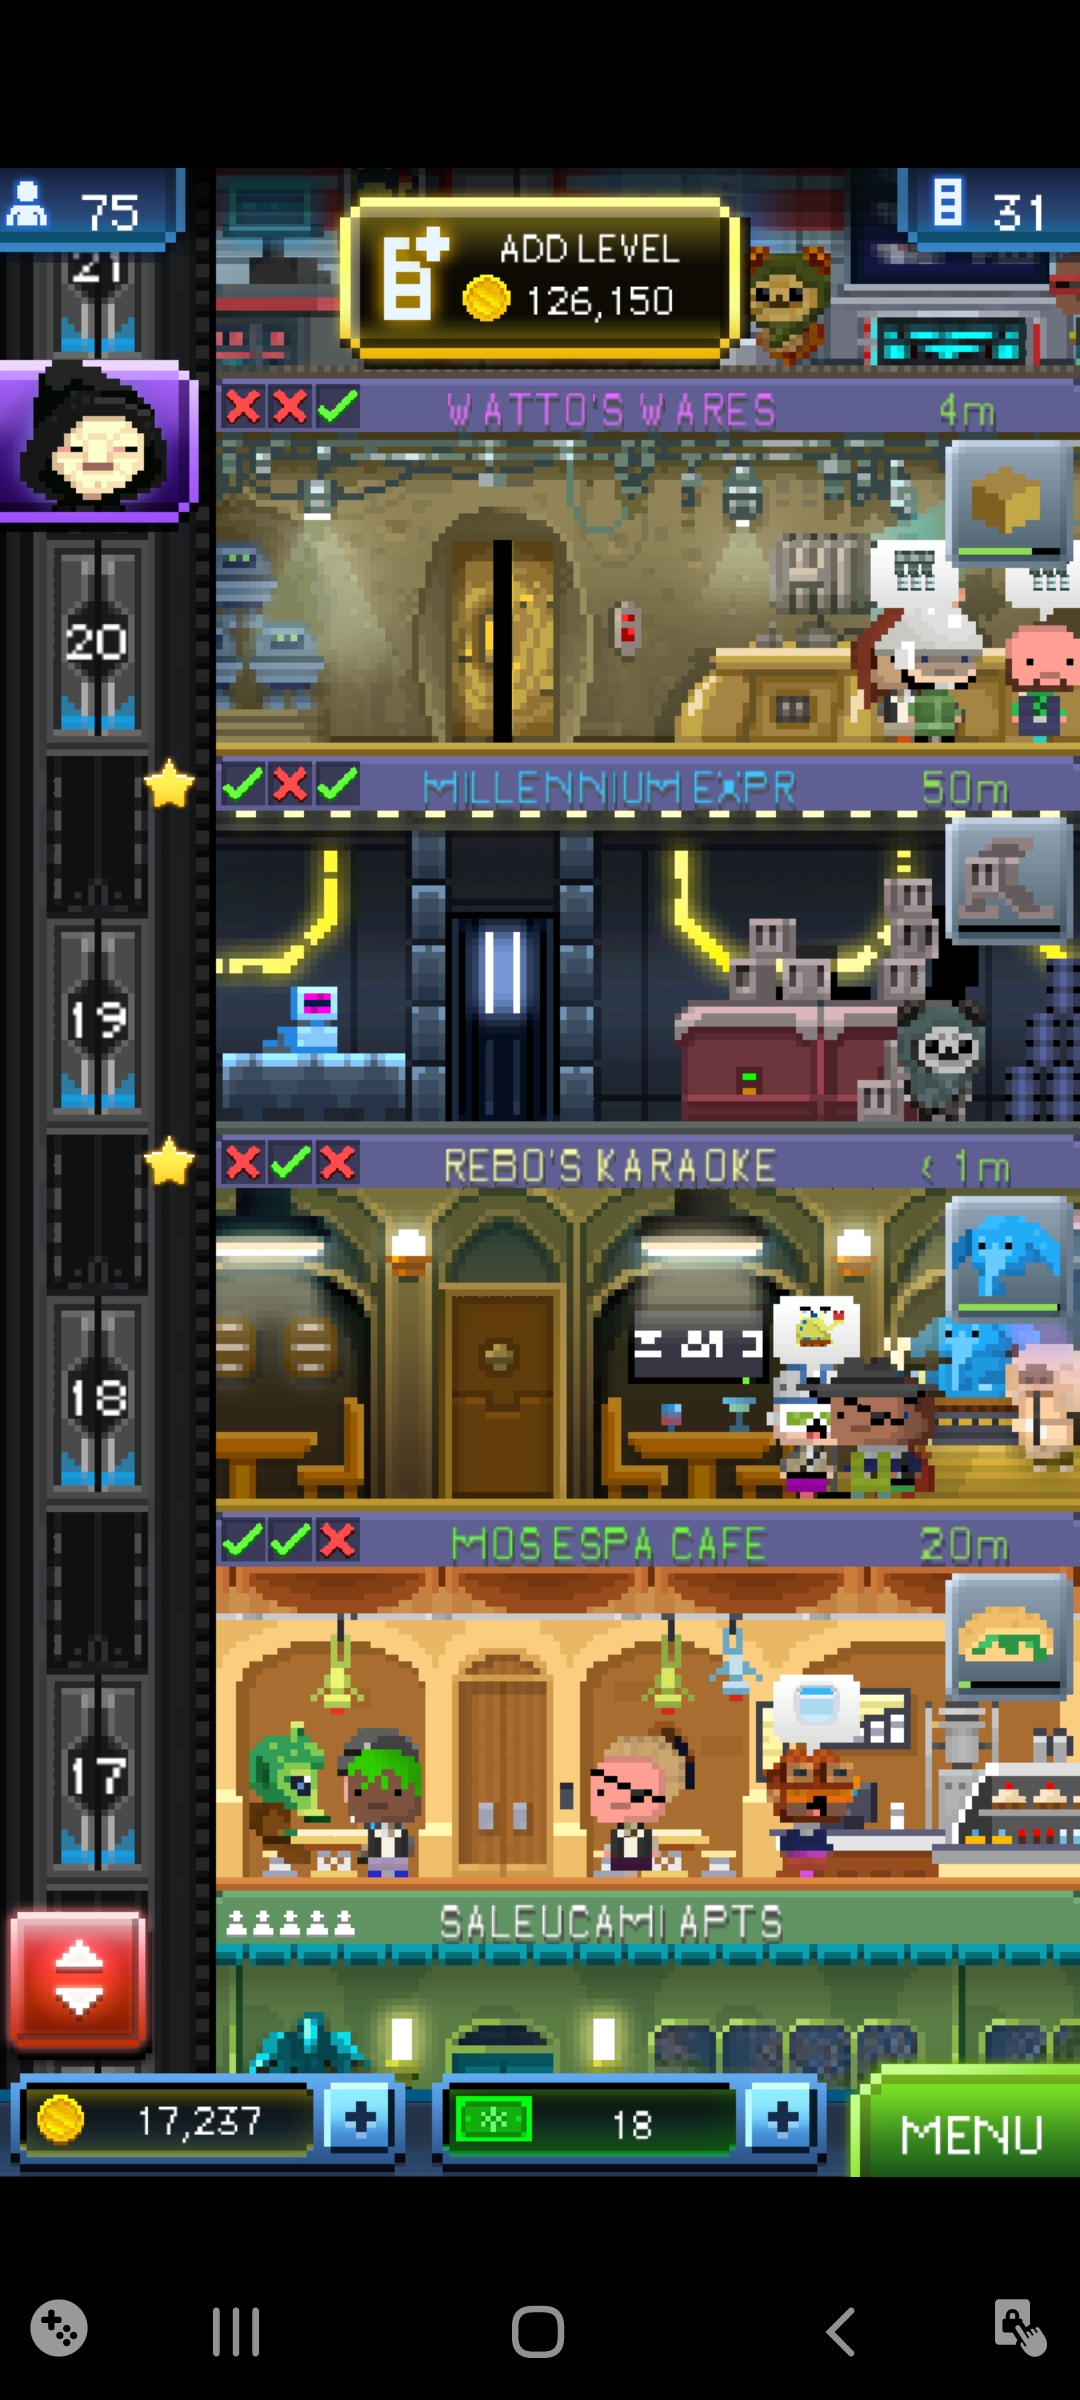 75
ADD LEVEL
126,150
31
21
WATTO'S WARES
4m
20
MILLENNIUM EXPR
50m
19
REBO'S KARAOKE
< 1m
18
MOS ESPA CAFE
20m
17
SALEUCAMI APTS
17,237
18
MENU